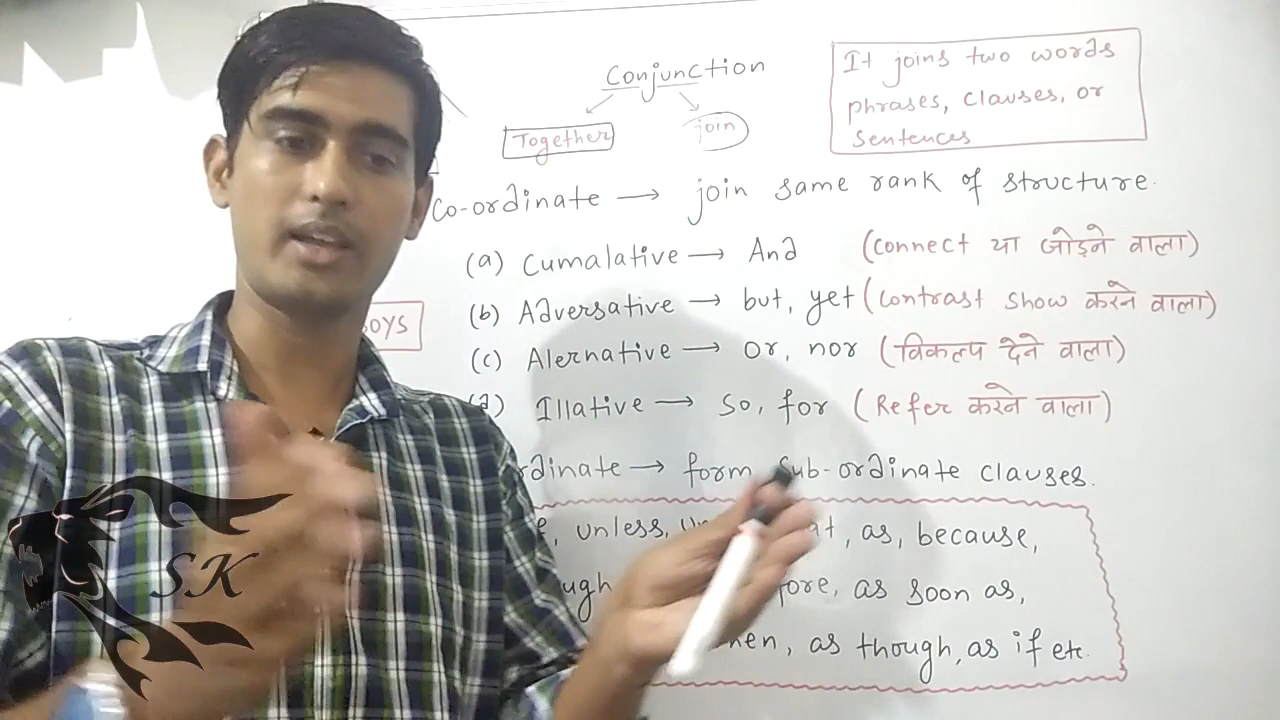 Conjunction
Together
join
It joins two words
phrases, clauses, or
sentences
Co-ordinate → join same rank of structure.
(a) Cumalative → And (connect या जोड़ने वाला)
(b) Adversative → but, yet (Contrast show करने वाला)
BOYS
(c) Alernative → or, nor (विकल्प देने वाला)
(d) Illative → So, for (Refer करने वाला)
rdinate → form Sub-ordinate clauses.
unless, as, because,
as soon as,
as though, as if etc.
SK